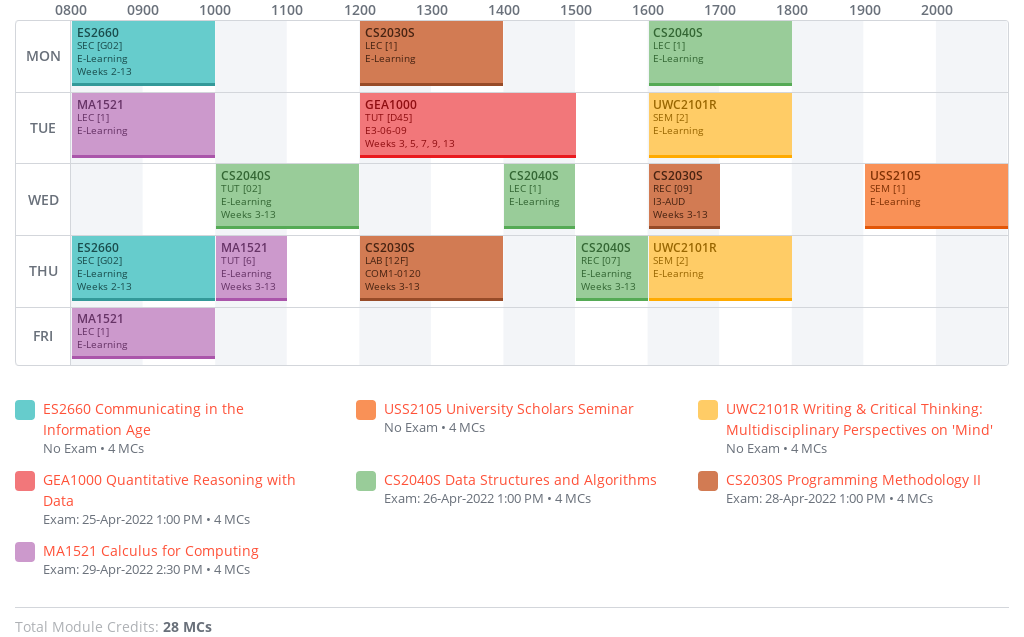 0800 0900 1000 1100 1200 1300 1400 1500 1600 1700 1800 1900 2000
MON
ES2660
SEC [G02]
E-Learning
Weeks 2-13
CS2030S
LEC [1]
E-Learning
CS2040S
LEC [1]
E-Learning
TUE
MA1521
LEC [1]
E-Learning
GEA1000
TUT [D45]
E3-06-09
Weeks 3, 5, 7, 9, 13
UWC2101R
SEM [2]
E-Learning
WED
CS2040S
TUT [02]
E-Learning
Weeks 3-13
CS2040S
LEC [1]
E-Learning
CS2030S
REC [09]
I3-AUD
Weeks 3-13
USS2105
SEM [1]
E-Learning
THU
ES2660
SEC [G02]
E-Learning
Weeks 2-13
MA1521
TUT [6]
E-Learning
Weeks 3-13
CS2030S
LAB [12F]
COM1-0120
Weeks 3-13
CS2040S
REC [07]
E-Learning
Weeks 3-13
UWC2101R
SEM [2]
E-Learning
FRI
MA1521
LEC [1]
E-Learning
ES2660 Communicating in the
Information Age
No Exam • 4 MCs
USS2105 University Scholars Seminar
No Exam • 4 MCs
UWC2101R Writing & Critical Thinking:
Multidisciplinary Perspectives on 'Mind'
No Exam • 4 MCs
GEA1000 Quantitative Reasoning with
Data
Exam: 25-Apr-2022 1:00 PM • 4 MCs
CS2040S Data Structures and Algorithms
Exam: 26-Apr-2022 1:00 PM • 4 MCs
CS2030S Programming Methodology II
Exam: 28-Apr-2022 1:00 PM • 4 MCs
MA1521 Calculus for Computing
Exam: 29-Apr-2022 2:30 PM • 4 MCs
Total Module Credits: 28 MCs